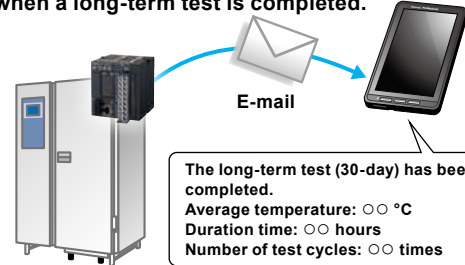 when a long-term test is completed.
E-mail
The long-term test (30-day) has bee
completed.
Average temperature: ○○ °C
Duration time: ○○ hours
Number of test cycles: ○○ times